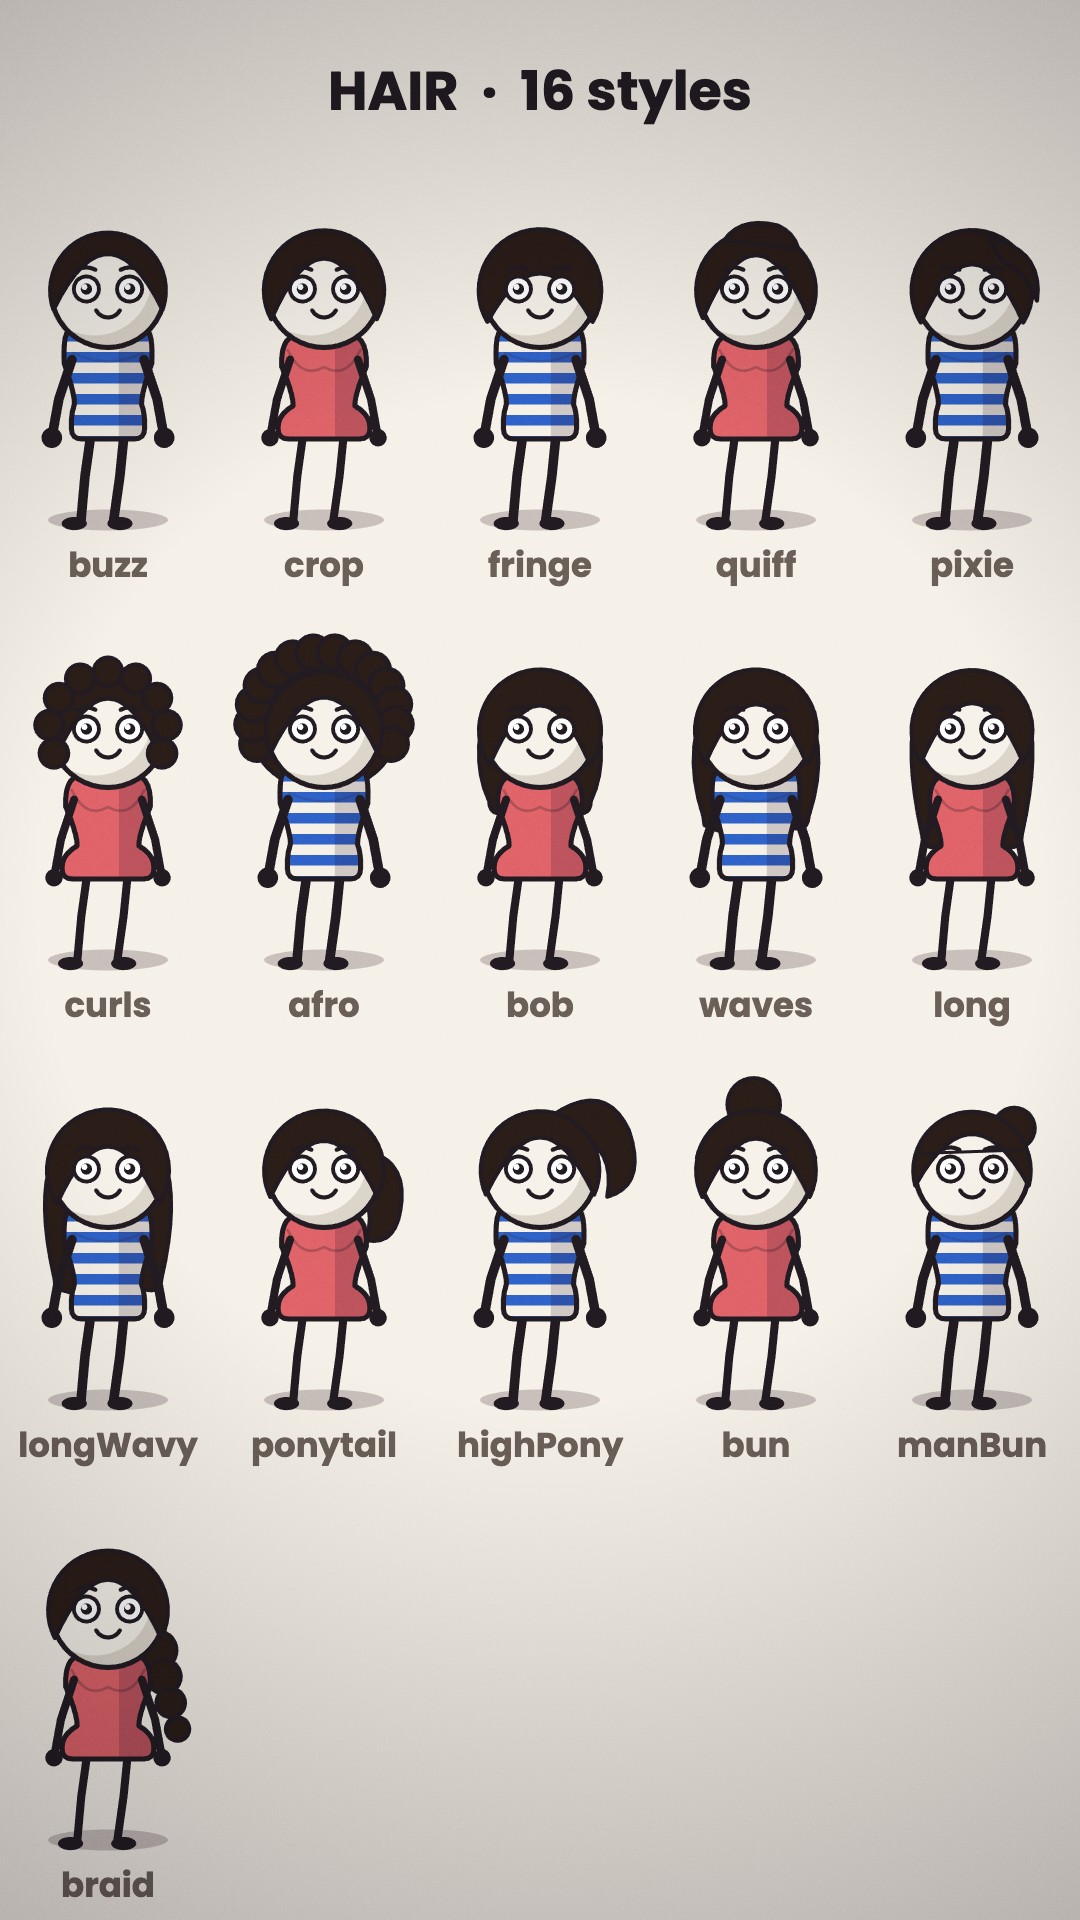 HAIR · 16 styles
buzz crop fringe quiff pixie
curls afro bob waves long
longWavy ponytail highPony bun manBun
braid